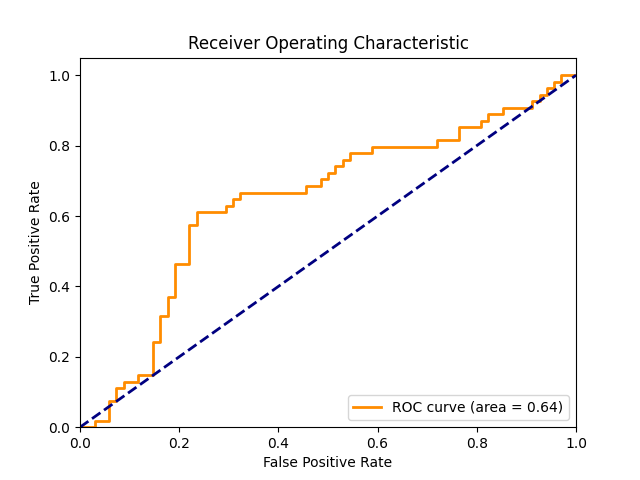 Receiver Operating Characteristic
1.0
0.8
0.6
0.4
0.2
0.0
True Positive Rate
ROC curve (area = 0.64)
0.0 0.2 0.4 0.6 0.8 1.0
False Positive Rate